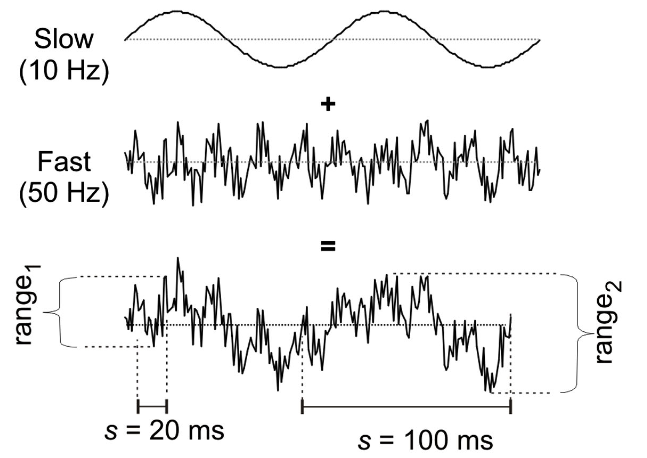 Slow
(10 Hz)
+
Fast
(50 Hz)
=
range1
range2
s = 20 ms
s = 100 ms